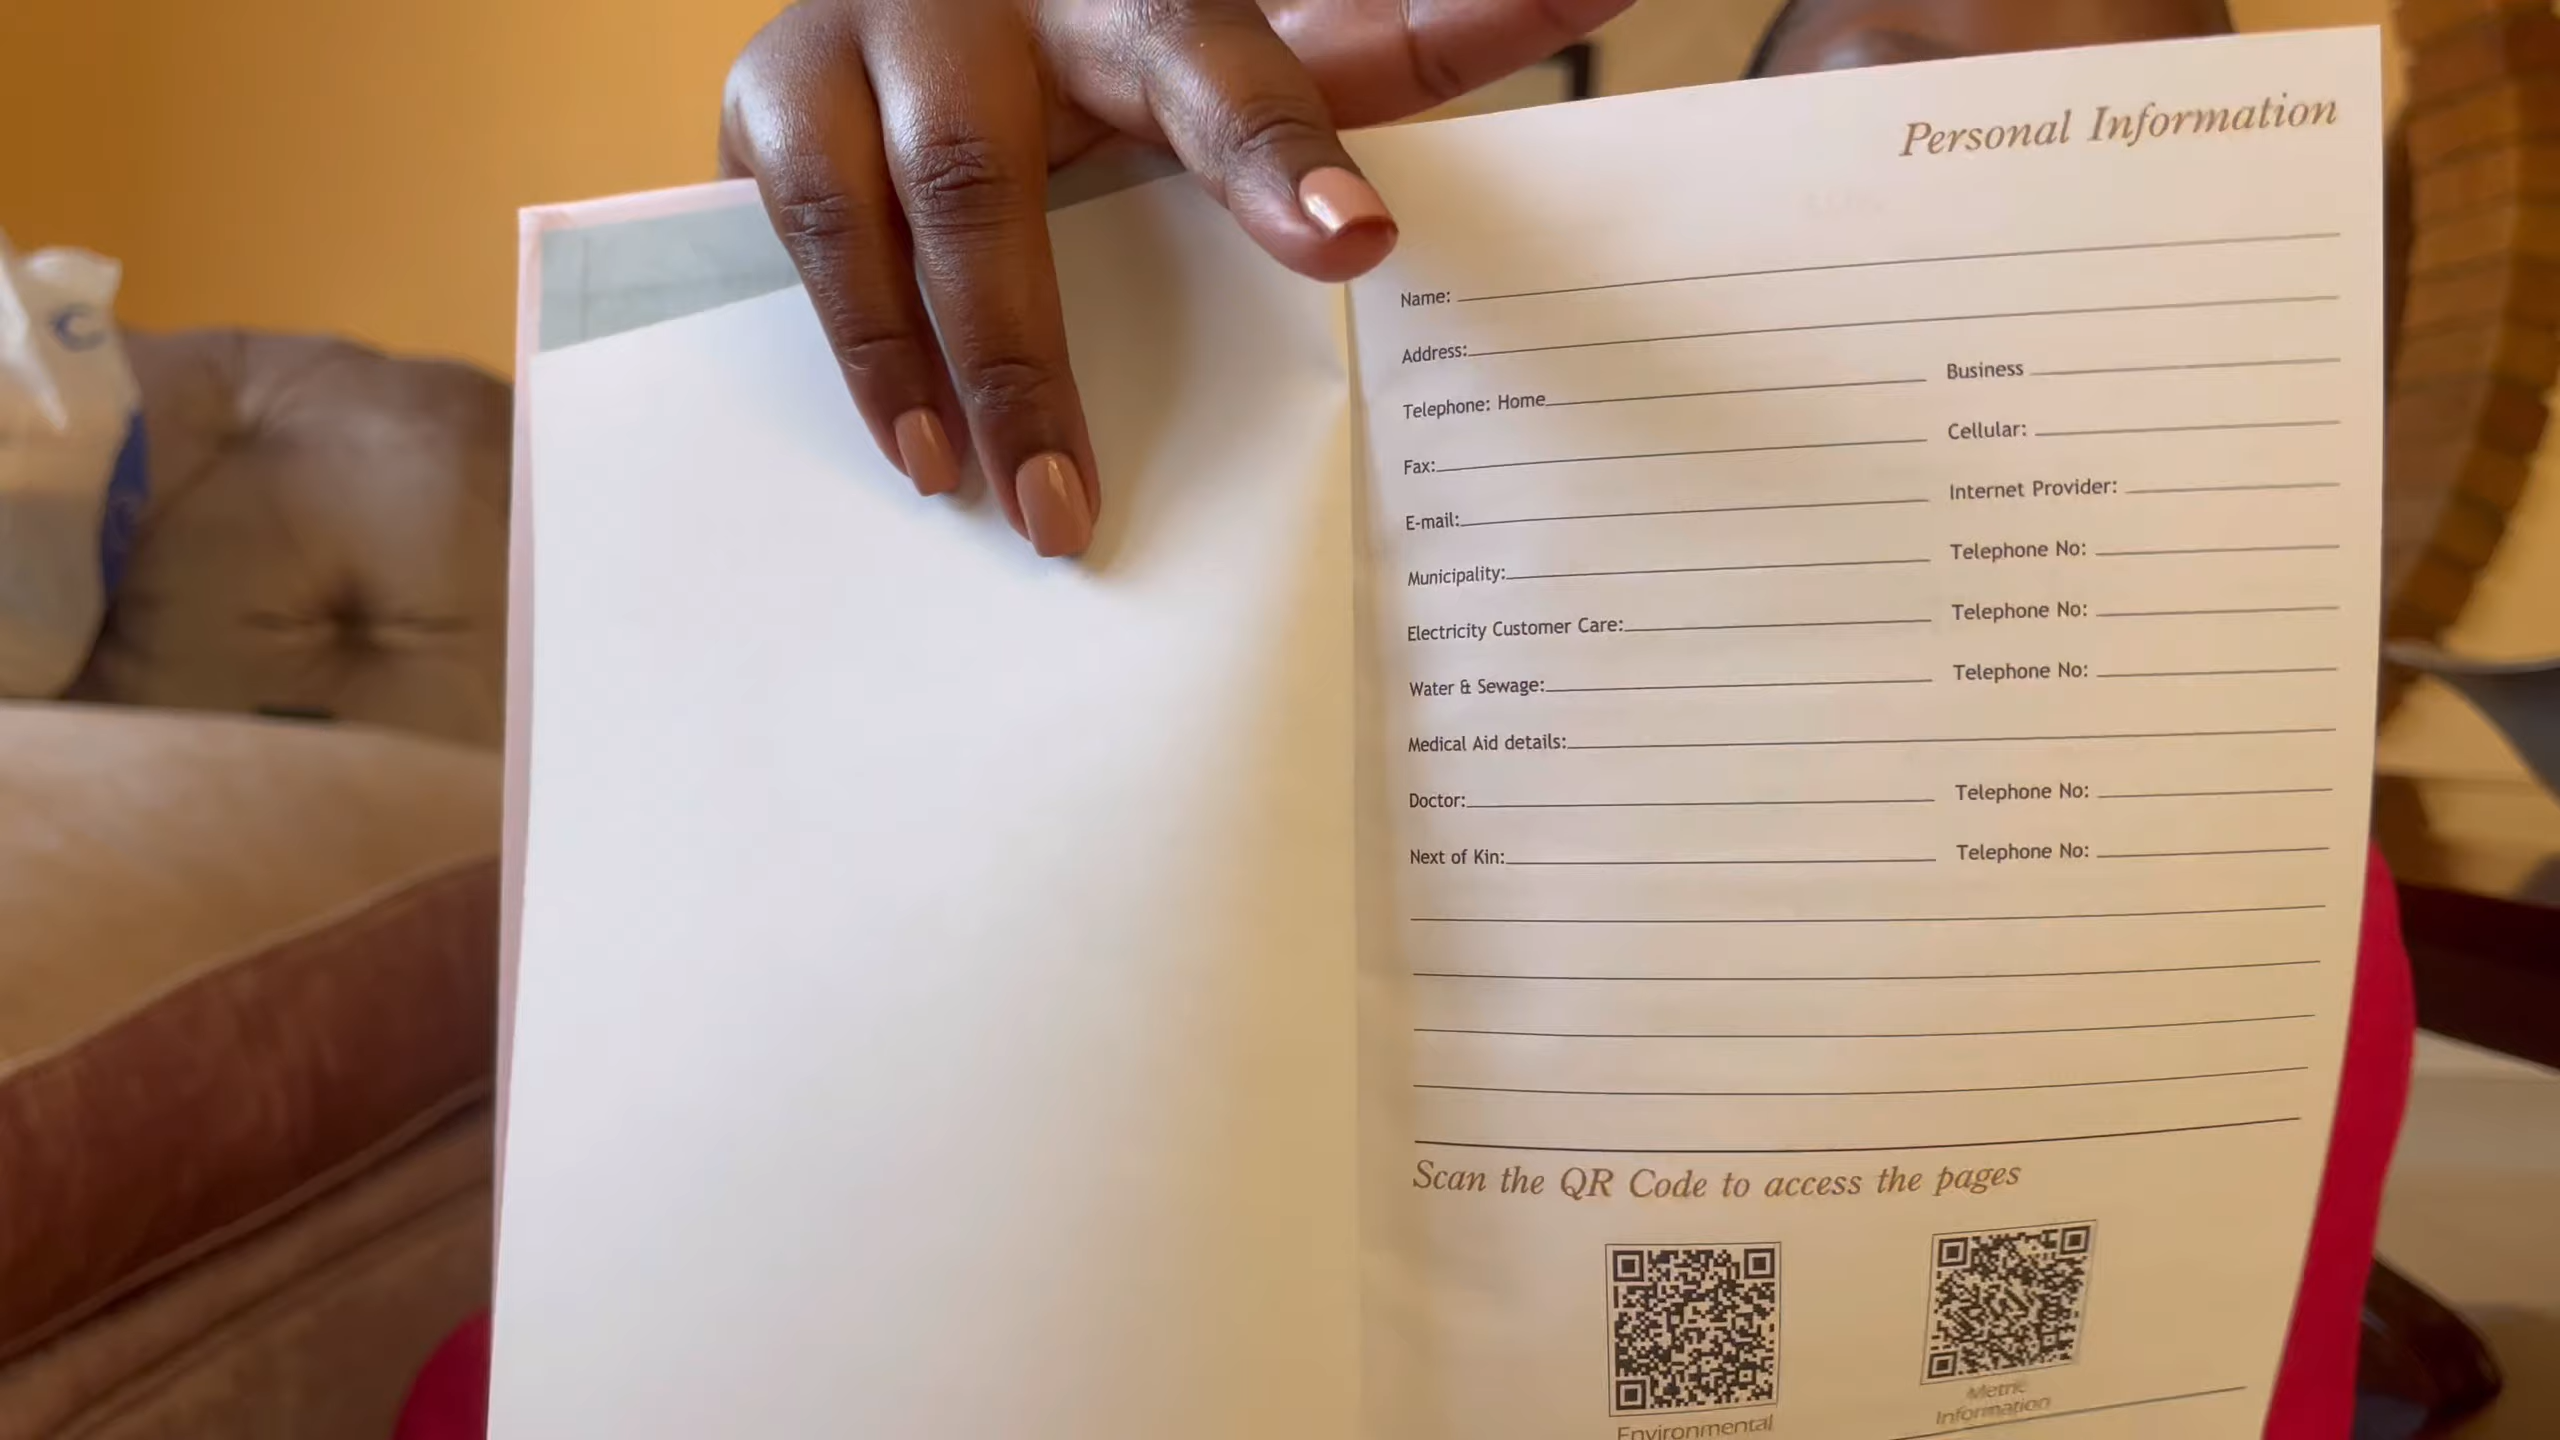 Personal Information
Name:
Address:
Telephone: Home Business
Fax: Cellular:
E-mail: Internet Provider:
Municipality: Telephone No:
Electricity Customer Care: Telephone No:
Water & Sewage: Telephone No:
Medical Aid details:
Doctor: Telephone No:
Next of Kin: Telephone No:
Scan the QR Code to access the pages
Environmental
Metric
Information